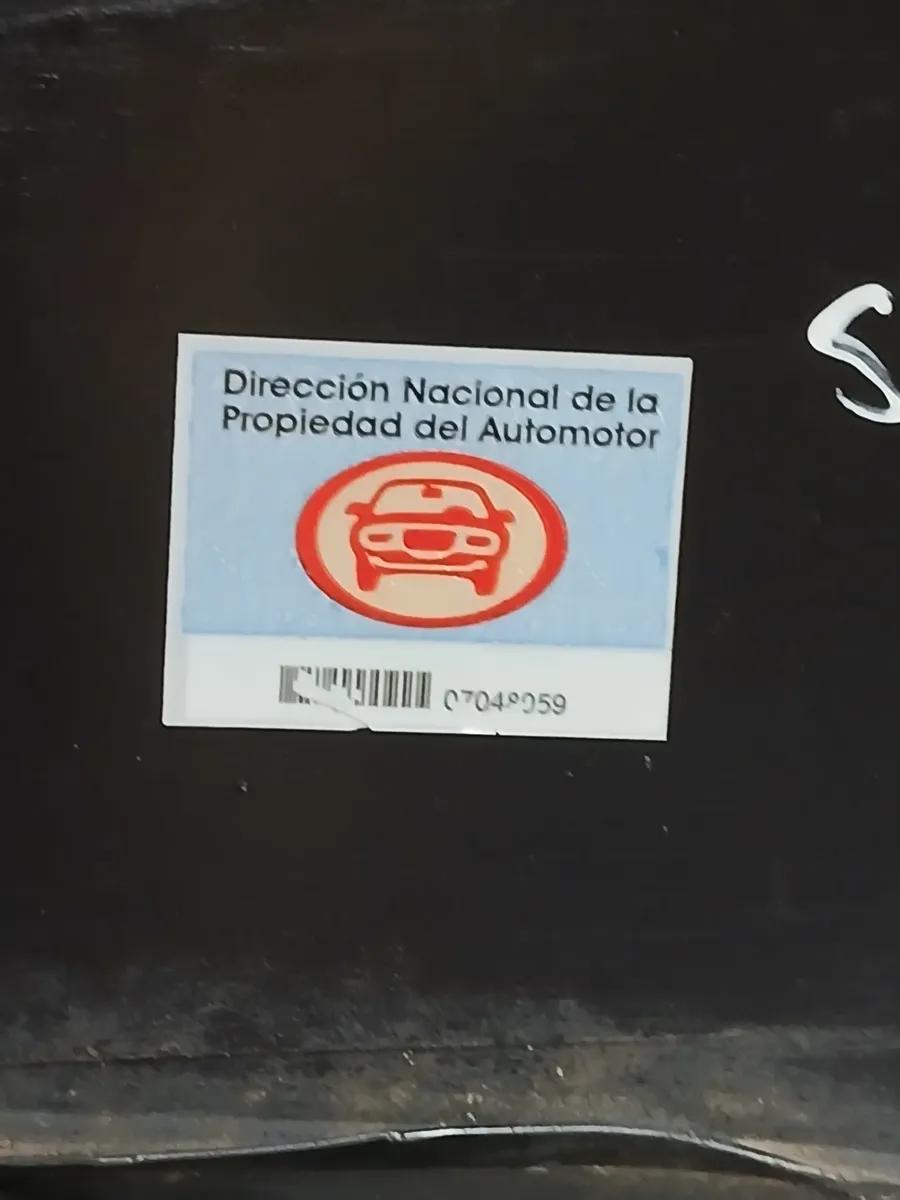 Dirección Nacional de la
Propiedad del Automotor
S